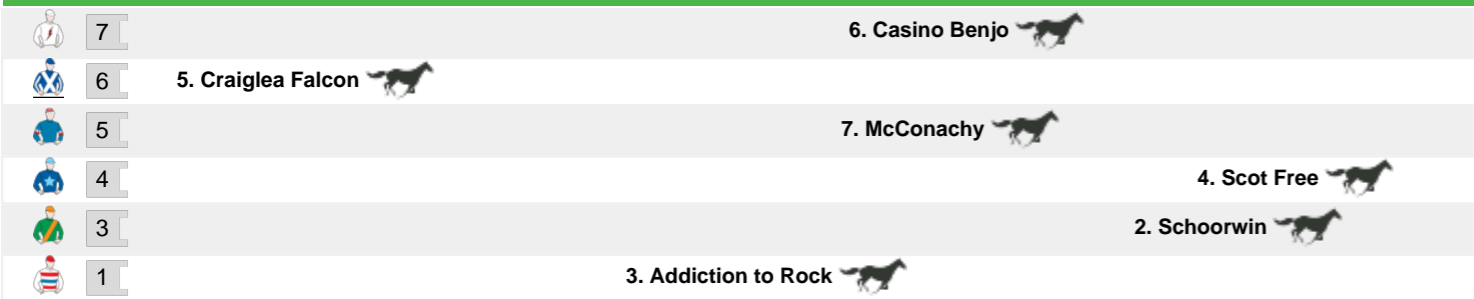 7 6. Casino Benjo
6 5. Craiglea Falcon
5 7. McConachy
4 4. Scot Free
3 2. Schoorwin
1 3. Addiction to Rock